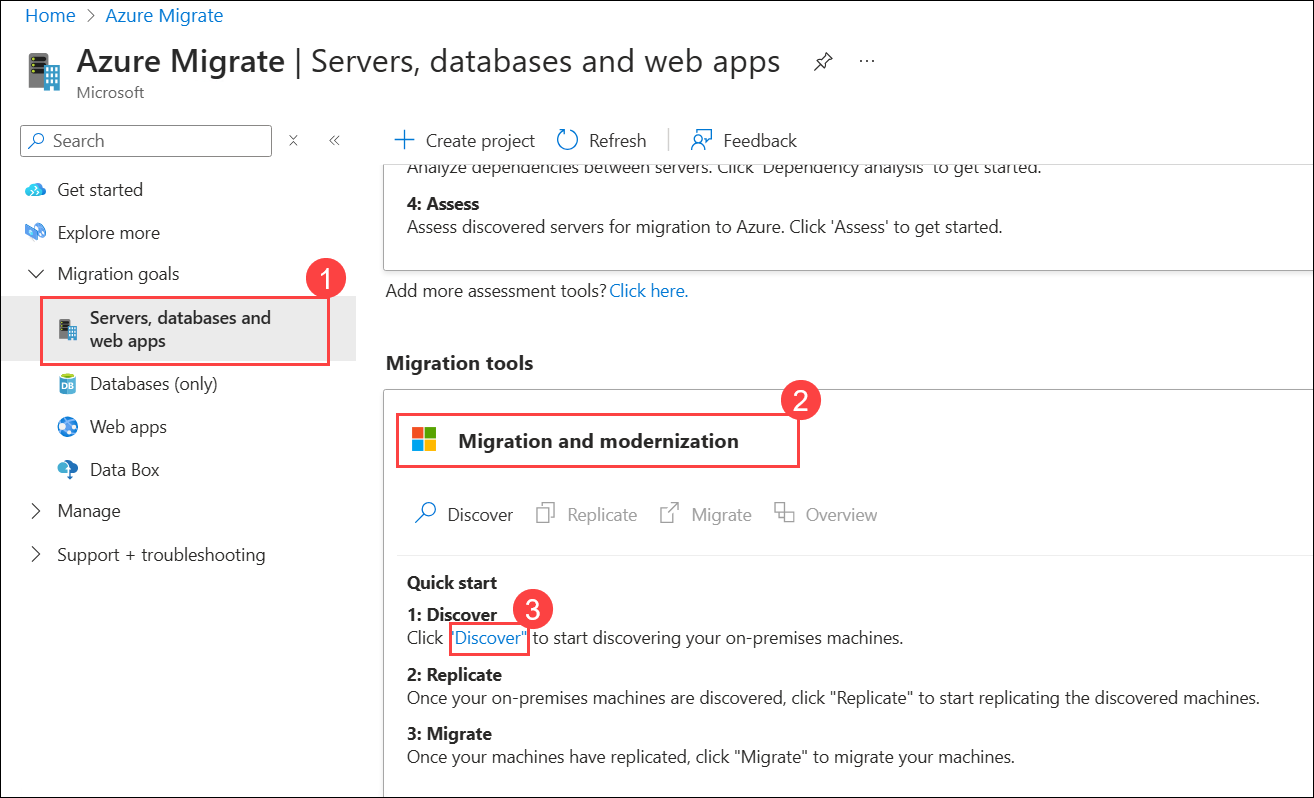 Home > Azure Migrate
Azure Migrate | Servers, databases and web apps
...
Microsoft
Search
«
Create project
Refresh
Feedback
Get started
Explore more
Migration goals
1
Servers, databases and
web apps
Databases (only)
DB
Web apps
Data Box
Manage
Support + troubleshooting
Analyze dependencies between servers. Click 'Dependency analysis' to get started.
4: Assess
Assess discovered servers for migration to Azure. Click 'Assess' to get started.
Add more assessment tools? Click here.
Migration tools
2
Migration and modernization
Discover
Replicate
Migrate
Overview
Quick start
1: Discover
3
Click "Discover" to start discovering your on-premises machines.
2: Replicate
Once your on-premises machines are discovered, click "Replicate" to start replicating the discovered machines.
3: Migrate
Once your machines have replicated, click "Migrate" to migrate your machines.